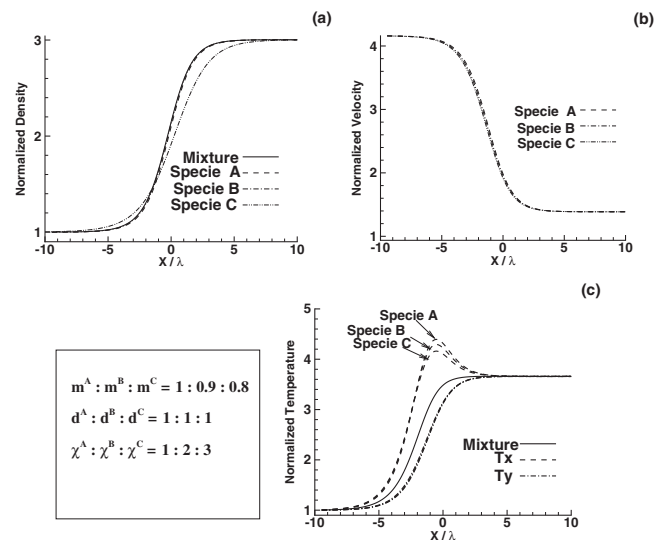 (a)
3
2
1
Normalized Density
Mixture
Specie A
Specie B
Specie C
-10 -5 0 5 10
X / λ
(b)
4
3
2
1
Normalized Velocity
Specie A
Specie B
Specie C
-10 -5 0 5 10
X / λ
m^A : m^B : m^C = 1 : 0.9 : 0.8
d^A : d^B : d^C = 1 : 1 : 1
χ^A : χ^B : χ^C = 1 : 2 : 3
(c)
5
4
3
2
1
Normalized Temperature
Specie A
Specie B
Specie C
Mixture
Tx
Ty
-10 -5 0 5 10
X / λ